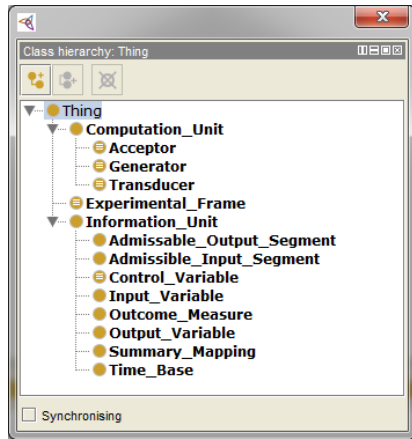 Class hierarchy: Thing
Thing
Computation_Unit
Acceptor
Generator
Transducer
Experimental_Frame
Information_Unit
Admissable_Output_Segment
Admissible_Input_Segment
Control_Variable
Input_Variable
Outcome_Measure
Output_Variable
Summary_Mapping
Time_Base
Synchronising